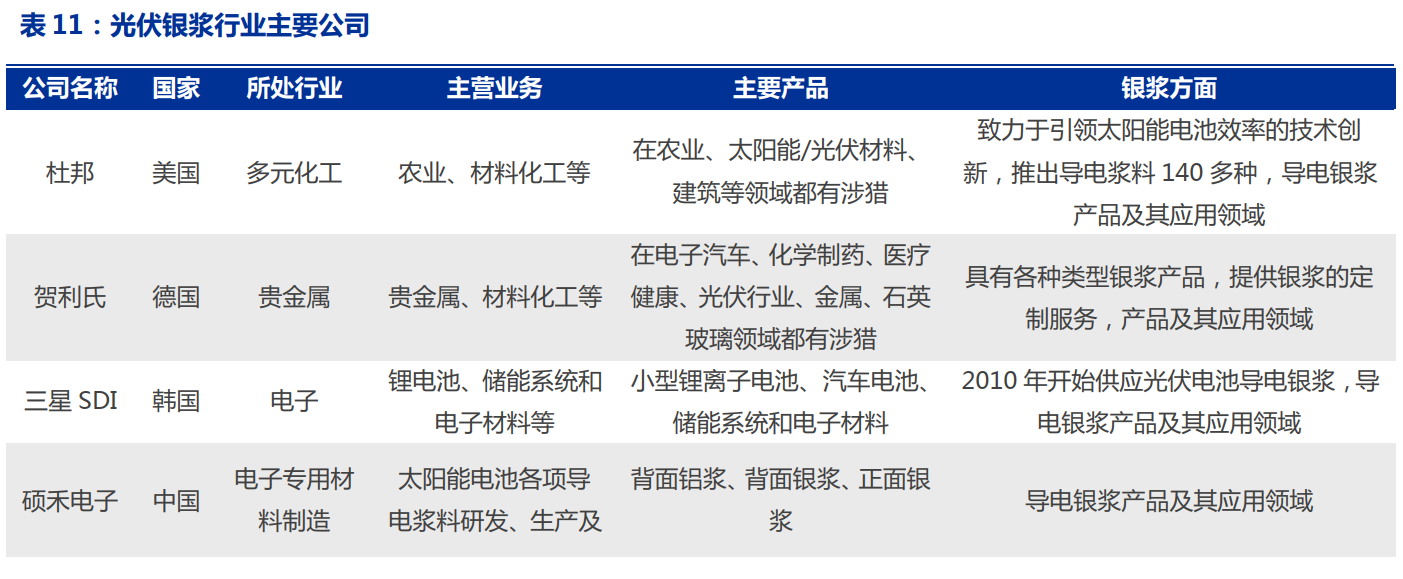 表 11：光伏银浆行业主要公司
公司名称 国家 所处行业 主营业务 主要产品 银浆方面
杜邦 美国 多元化工 农业、材料化工等
在农业、太阳能/光伏材料、
建筑等领域都有涉猎
致力于引领太阳能电池效率的技术创
新，推出导电浆料 140 多种，导电银浆
产品及其应用领域
贺利氏 德国 贵金属 贵金属、材料化工等
在电子汽车、化学制药、医疗
健康、光伏行业、金属、石英
玻璃领域都有涉猎
具有各种类型银浆产品，提供银浆的定
制服务，产品及其应用领域
三星 SDI 韩国 电子
锂电池、储能系统和
电子材料等
小型锂离子电池、汽车电池、
储能系统和电子材料
2010 年开始供应光伏电池导电银浆，导
电银浆产品及其应用领域
硕禾电子 中国
电子专用材
料制造
太阳能电池各项导
电浆料研发、生产及
背面铝浆、背面银浆、正面银
浆
导电银浆产品及其应用领域